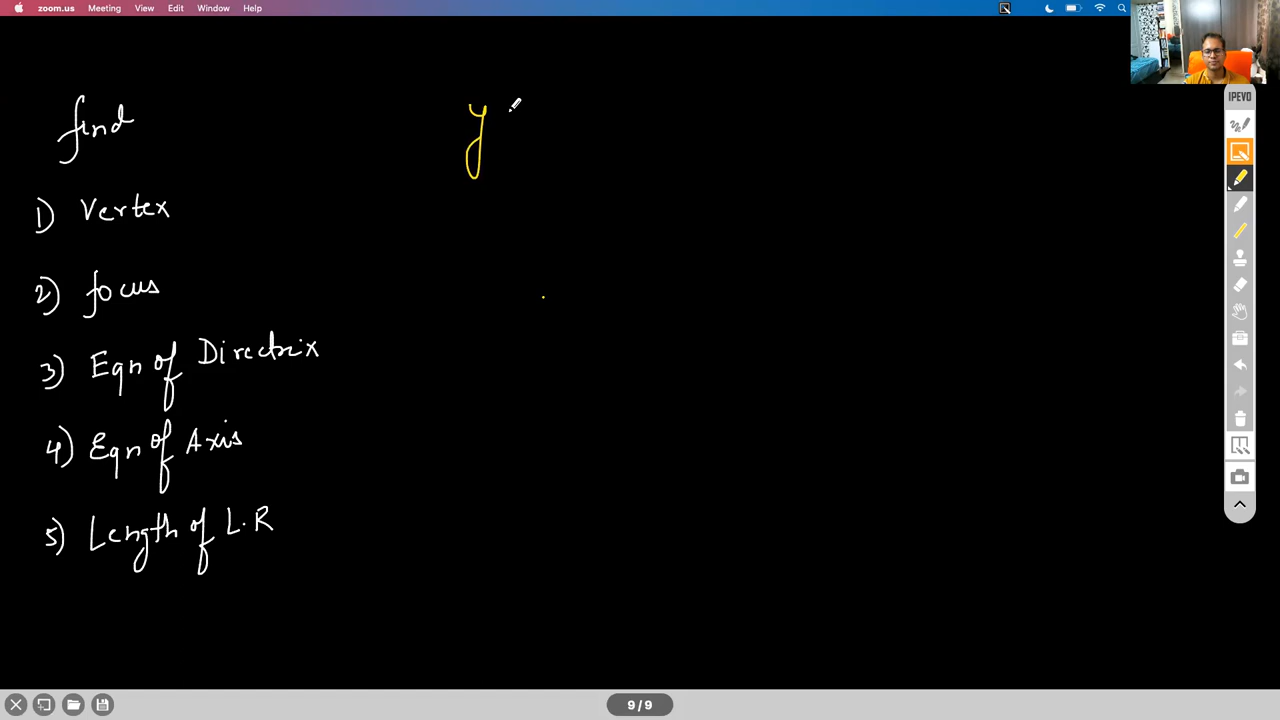 zoom.us Meeting View Edit Window Help
IPEVO
find
y
1) Vertex
2) focus
3) Eqn of Directrix
4) Eqn of Axis
5) Length of L.R
9/9